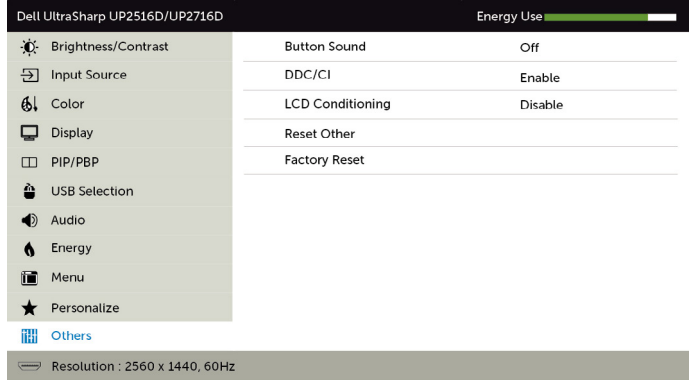 Dell UltraSharp UP2516D/UP2716D Energy Use
Brightness/Contrast
Input Source
Color
Display
PIP/PBP
USB Selection
Audio
Energy
Menu
Personalize
Others
Button Sound Off
DDC/CI Enable
LCD Conditioning Disable
Reset Other
Factory Reset
Resolution : 2560 x 1440, 60Hz